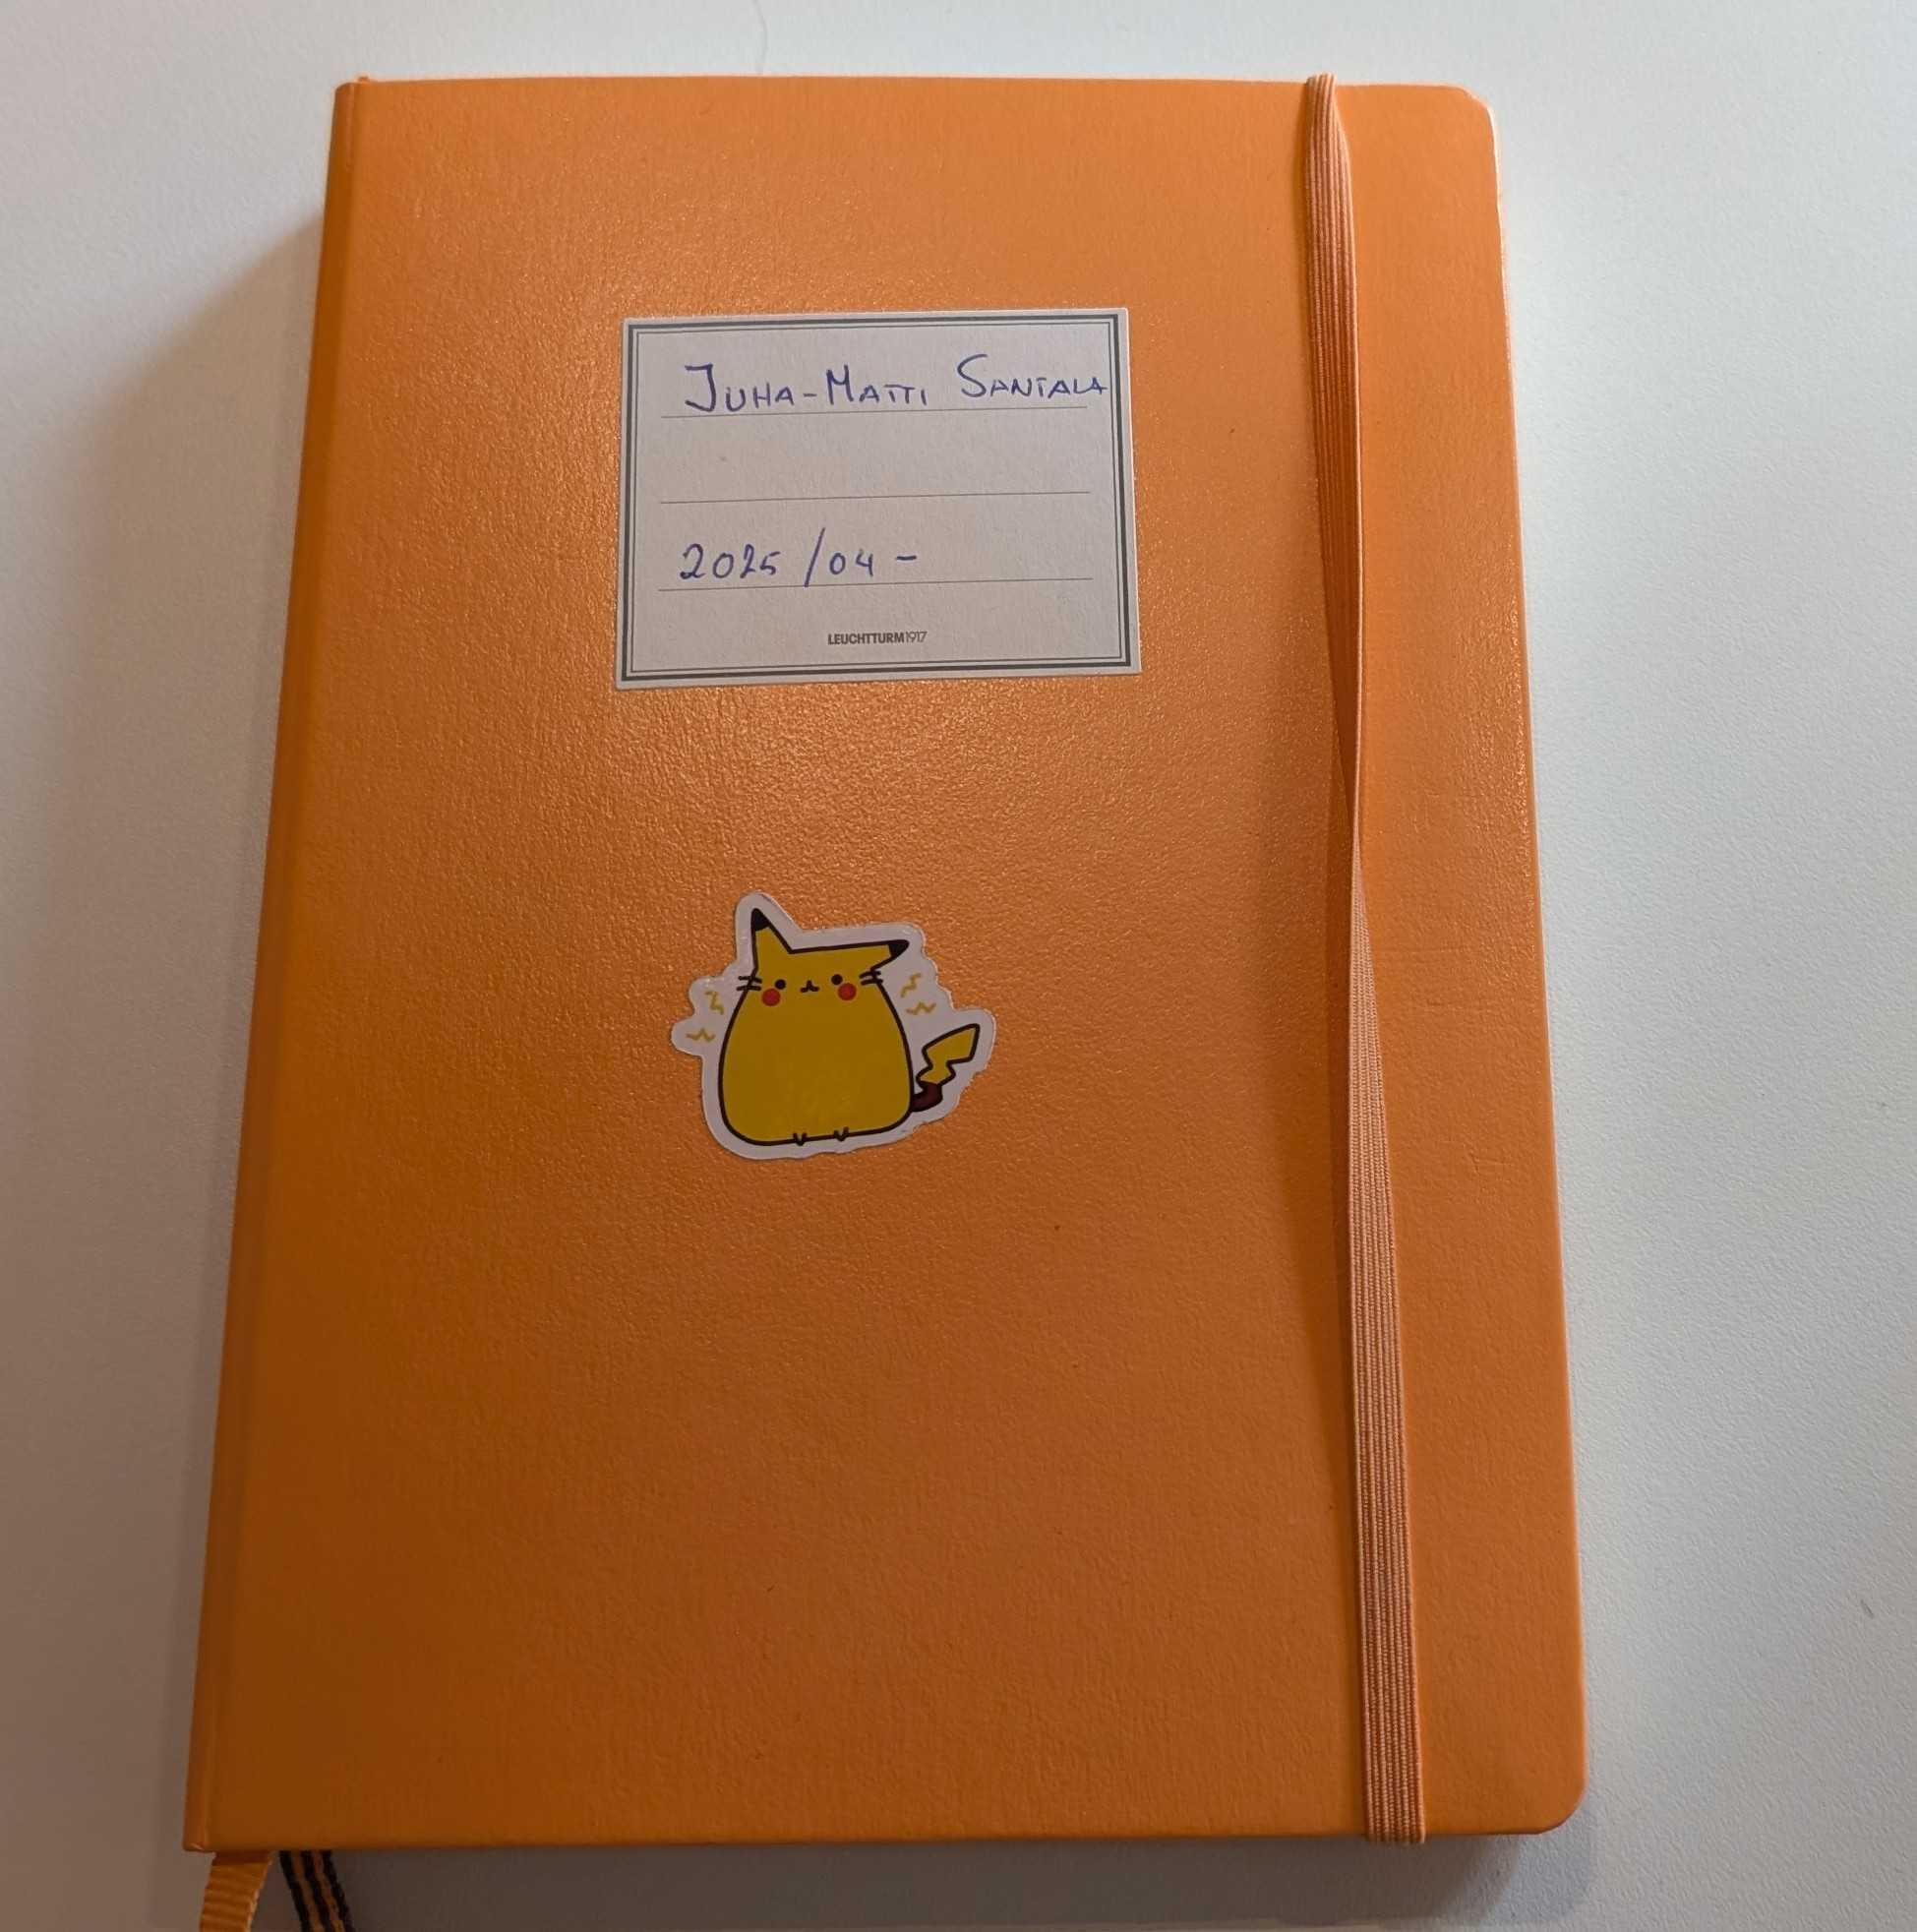 Juha-Matti Santala
2025/04-
LEUCHTTURM1917